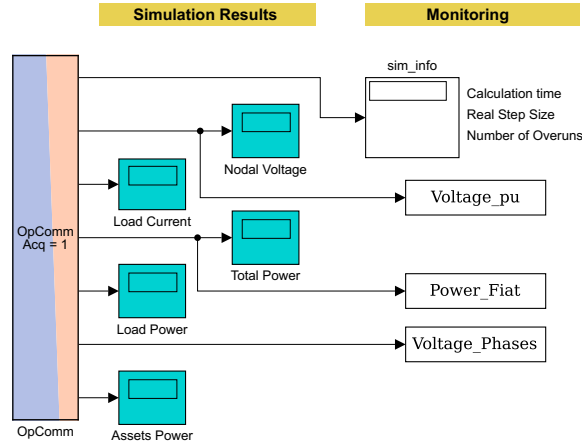 Simulation Results
Monitoring
sim_info
Calculation time
Real Step Size
Number of Overuns
Nodal Voltage
Voltage_pu
Load Current
OpComm
Acq = 1
Total Power
Power_Fiat
Load Power
Voltage_Phases
OpComm
Assets Power